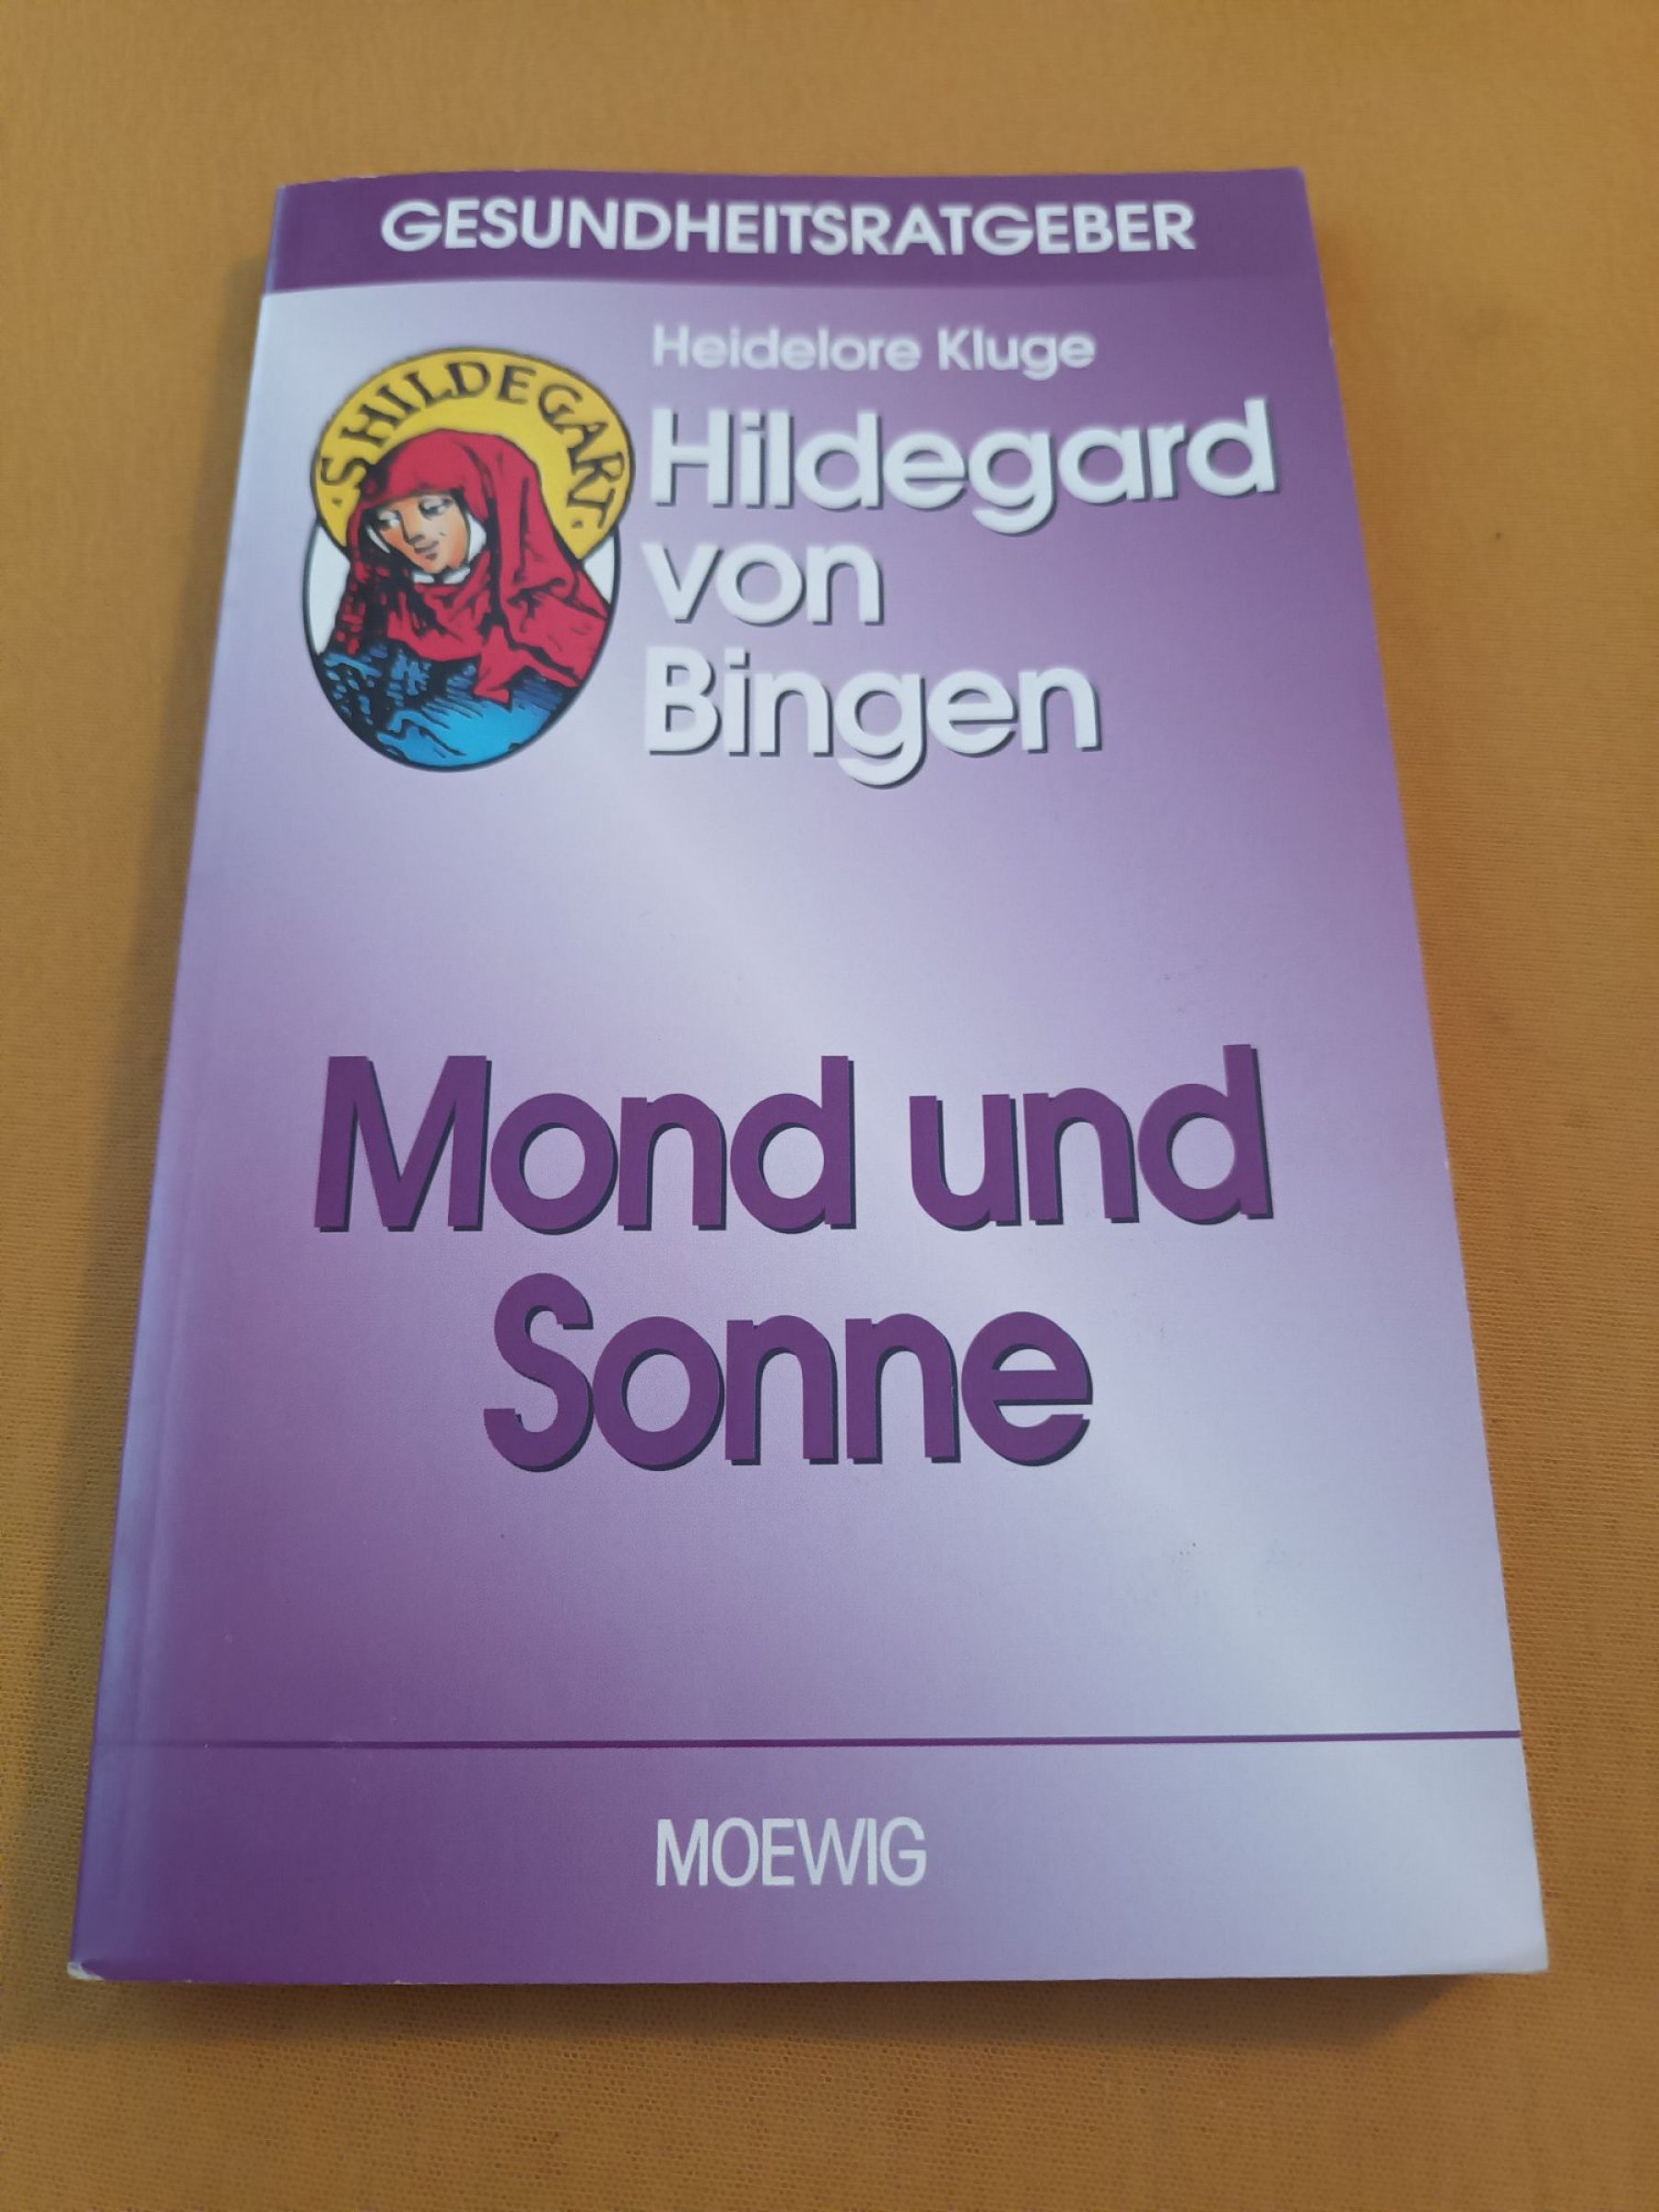 GESUNDHEITSRATGEBER
Heidelore Kluge
S HILDEGART
Hildegard
von
Bingen
Mond und
Sonne
MOEWIG